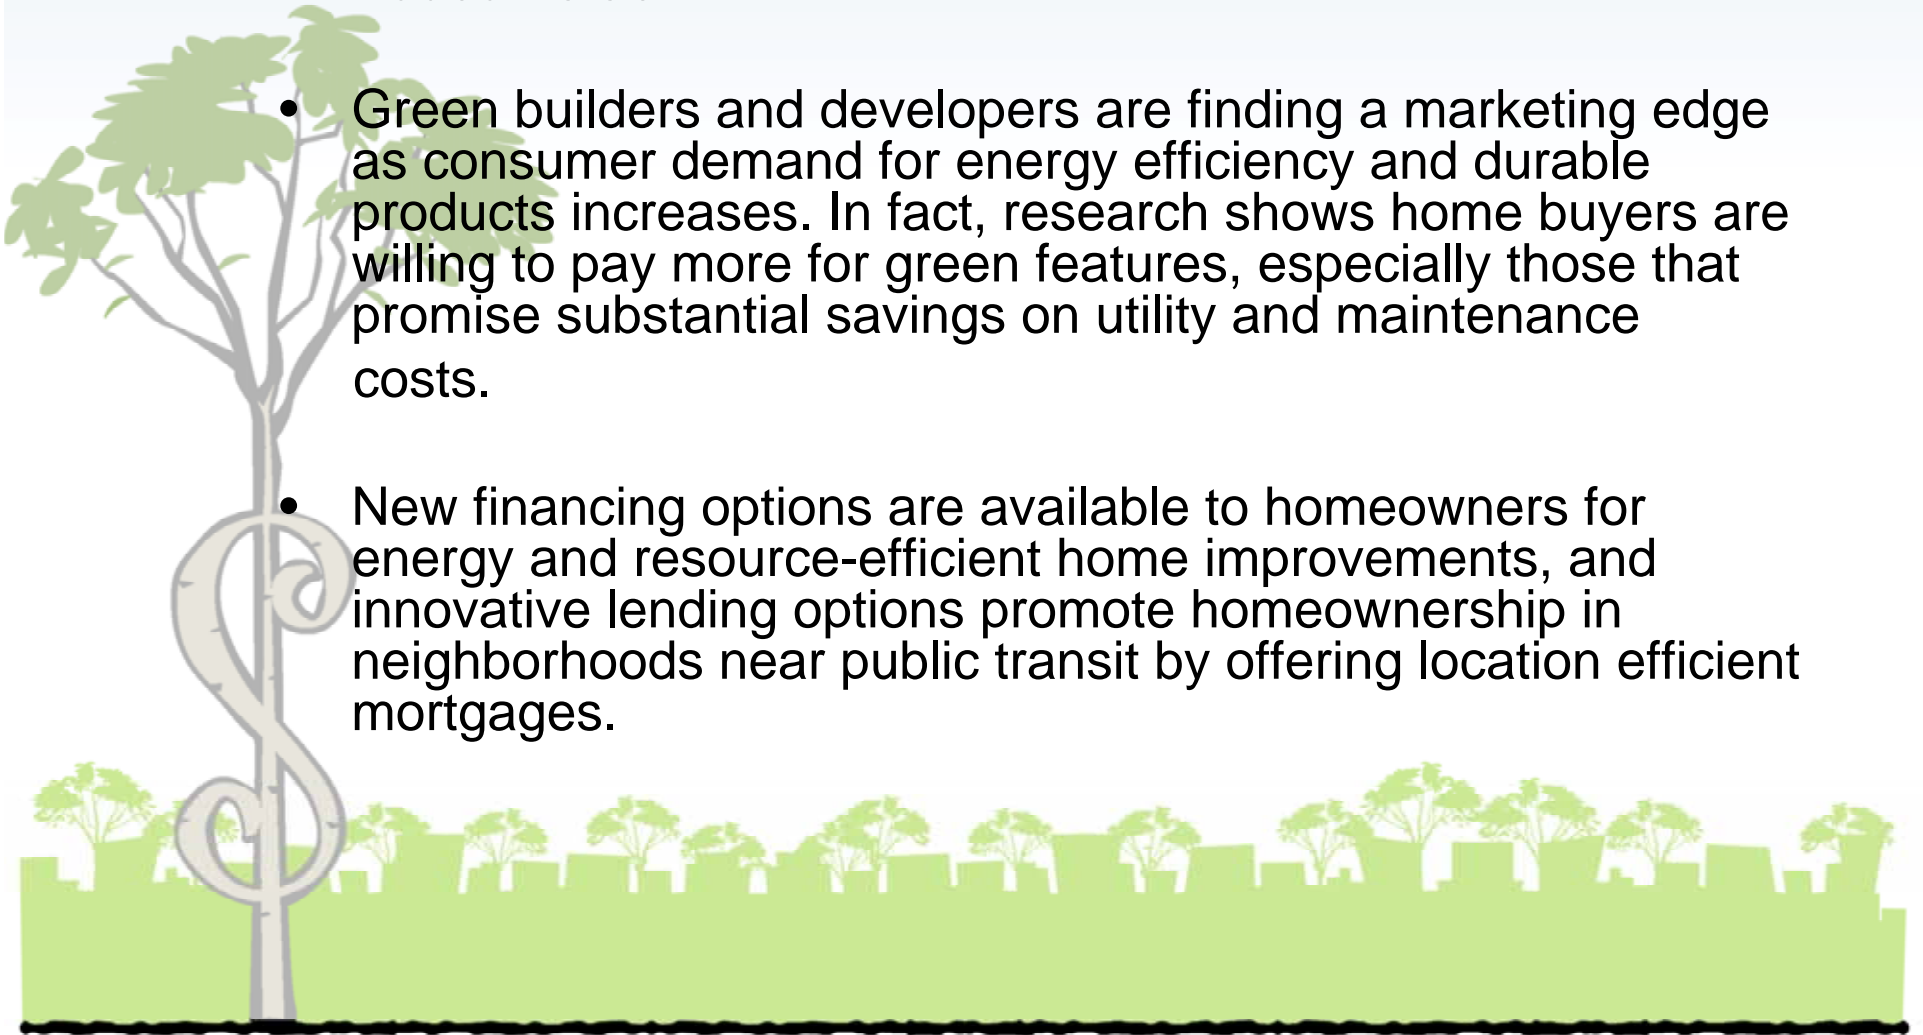 • Green builders and developers are finding a marketing edge
as consumer demand for energy efficiency and durable
products increases. In fact, research shows home buyers are
willing to pay more for green features, especially those that
promise substantial savings on utility and maintenance
costs.
• New financing options are available to homeowners for
energy and resource-efficient home improvements, and
innovative lending options promote homeownership in
neighborhoods near public transit by offering location efficient
mortgages.